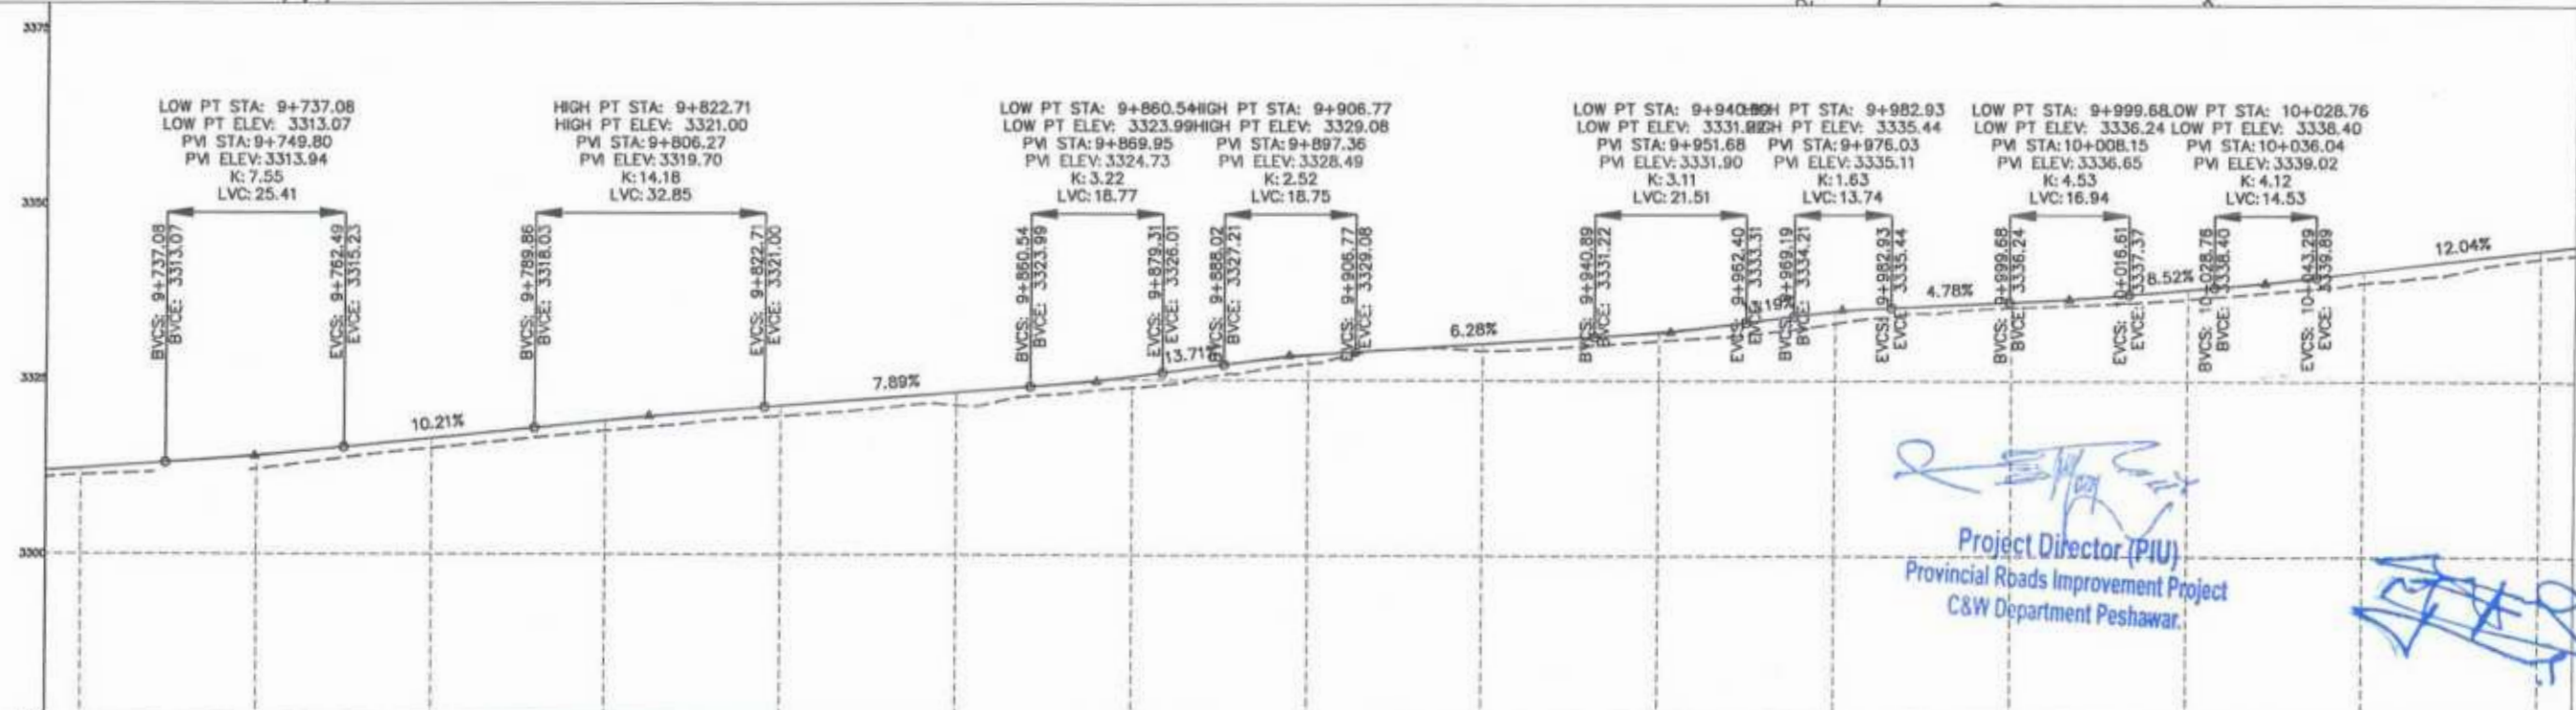 3375
3350
3325
3300
LOW PT STA: 9+737.08
LOW PT ELEV: 3313.07
PVI STA:9+749.80
PVI ELEV:3313.94
K:7.55
LVC:25.41
BVCS: 9+737.08
BVCE: 3313.07
EVCS: 9+762.49
EVCE: 3315.23
10.21%
HIGH PT STA: 9+822.71
HIGH PT ELEV: 3321.00
PVI STA:9+806.27
PVI ELEV:3319.70
K:14.18
LVC:32.85
BVCS: 9+789.86
BVCE: 3318.03
EVCS: 9+822.71
EVCE: 3321.00
7.89%
LOW PT STA: 9+860.54
LOW PT ELEV: 3323.99
PVI STA:9+869.95
PVI ELEV:3324.73
K:3.22
LVC:18.77
BVCS: 9+860.54
BVCE: 3323.99
EVCS: 9+879.31
EVCE: 3326.01
13.71%
HIGH PT STA: 9+906.77
HIGH PT ELEV: 3329.08
PVI STA:9+897.36
PVI ELEV:3328.49
K:2.52
LVC:18.75
BVCS: 9+888.02
BVCE: 3327.21
EVCS: 9+906.77
EVCE: 3329.08
6.28%
LOW PT STA: 9+940.89
LOW PT ELEV: 3331.22
PVI STA:9+951.68
PVI ELEV:3331.90
K:3.11
LVC:21.51
BVCS: 9+940.89
BVCE: 3331.22
EVCS: 9+962.40
EVCE: 3333.31
HIGH PT STA: 9+982.93
HIGH PT ELEV: 3335.44
PVI STA:9+976.03
PVI ELEV:3335.11
K:1.63
LVC:13.74
BVCS: 9+969.19
BVCE: 3334.21
EVCS: 9+982.93
EVCE: 3335.44
4.78%
LOW PT STA: 9+999.68
LOW PT ELEV: 3336.24
PVI STA:10+008.15
PVI ELEV:3336.65
K:4.53
LVC:16.94
BVCS: 9+999.68
BVCE: 3336.24
EVCS: 10+016.61
EVCE: 3337.37
8.52%
LOW PT STA: 10+028.76
LOW PT ELEV: 3338.40
PVI STA:10+036.04
PVI ELEV:3339.02
K:4.12
LVC:14.53
BVCS: 10+028.76
BVCE: 3338.40
EVCS: 10+043.29
EVCE: 3339.89
12.04%
Project Director (PIU)
Provincial Roads Improvement Project
C&W Department Peshawar.